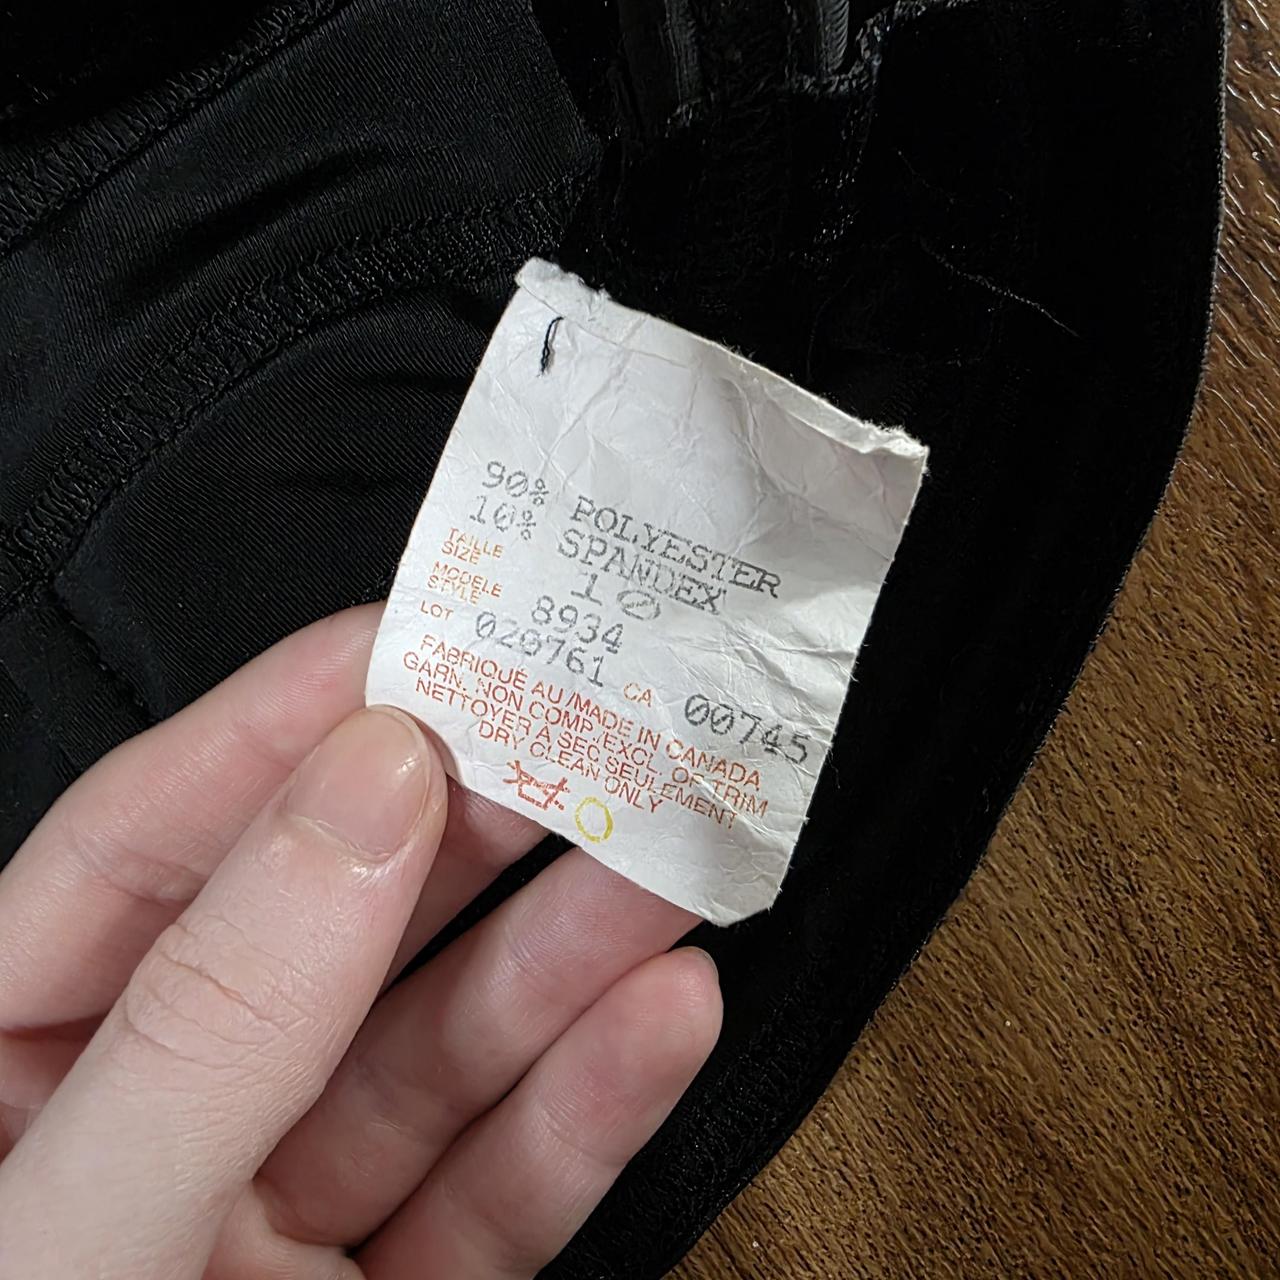 90% POLYESTER
10% SPANDEX
TAILLE
SIZE 10
MODELE
STYLE 8934
LOT 020761 CA 00745
FABRIQUÉ AU/MADE IN CANADA
GARN. NON COMP/EXCL. OF TRIM
NETTOYER À SEC SEULEMENT
DRY CLEAN ONLY